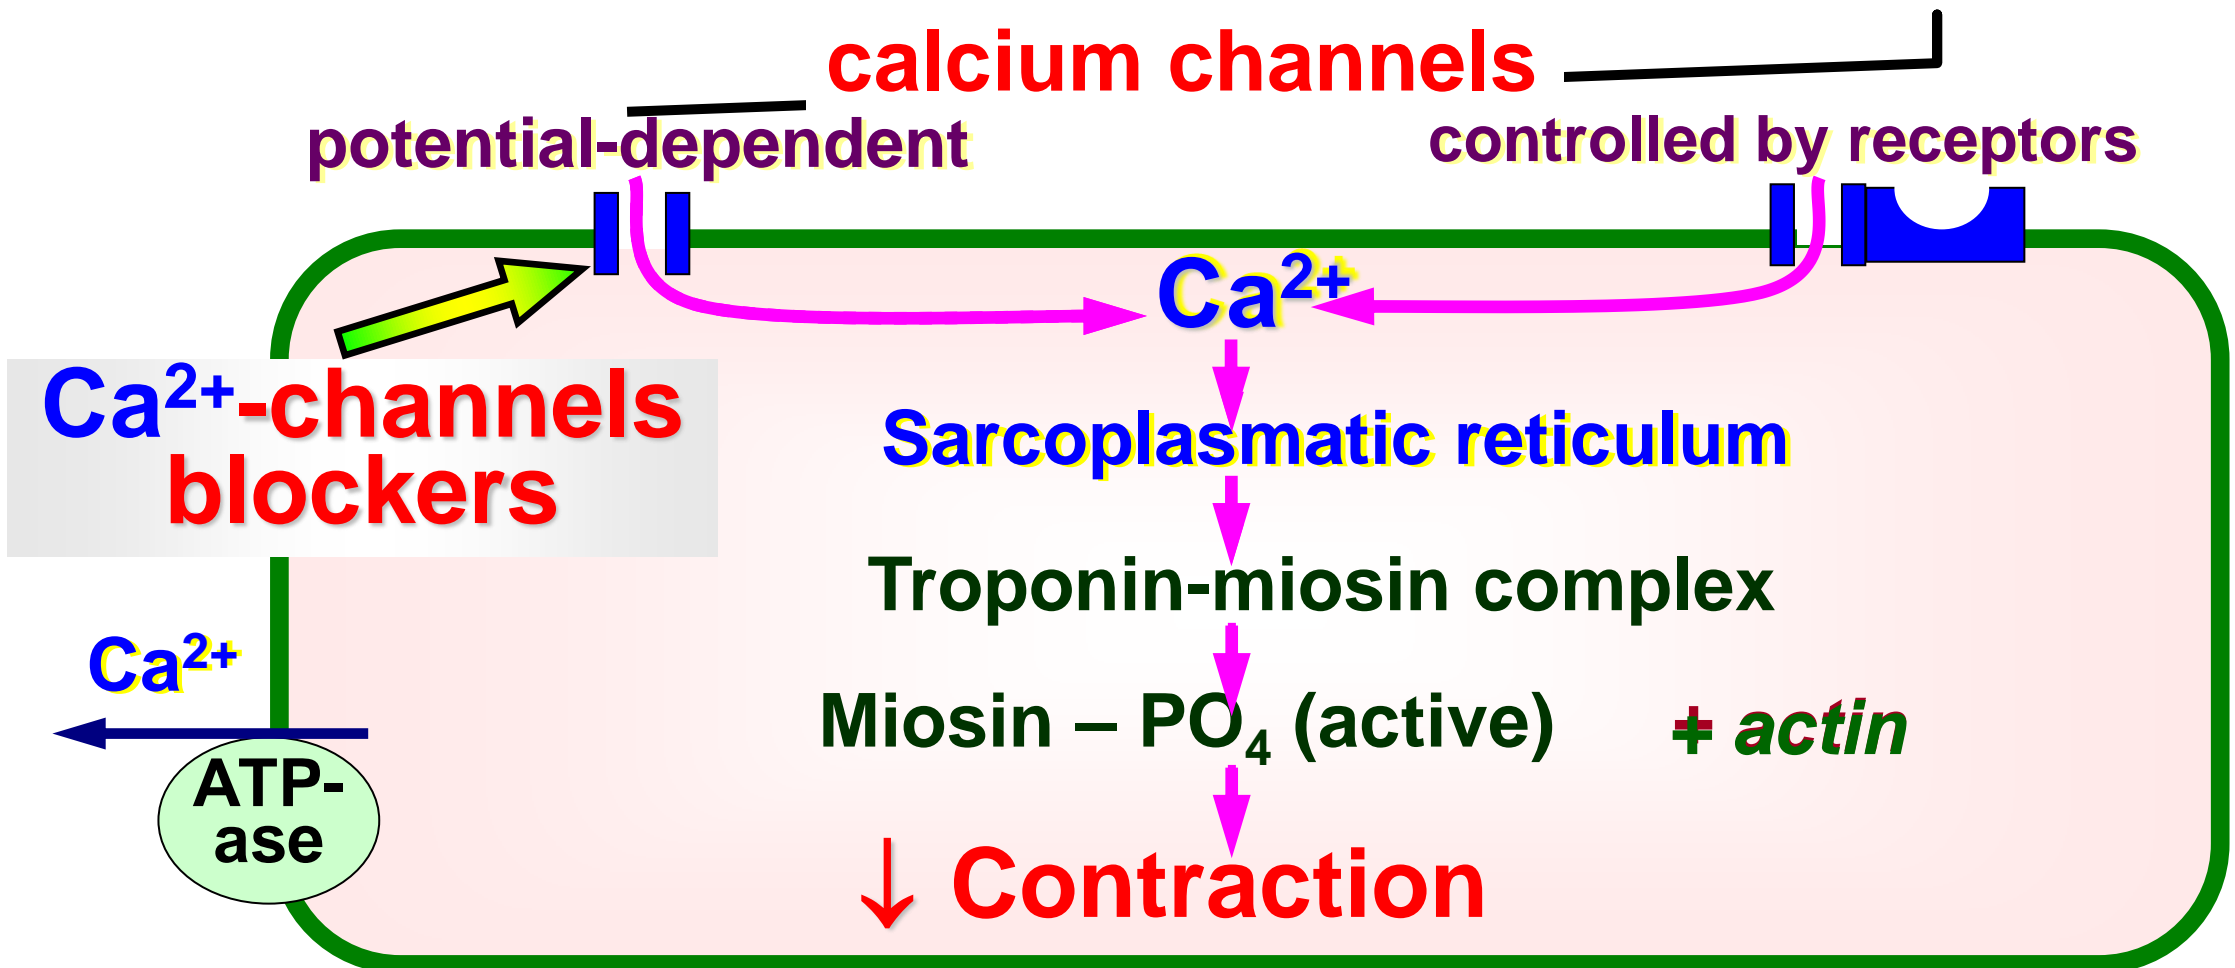 calcium channels
potential-dependent
controlled by receptors
Ca²⁺
Ca²⁺-channels
blockers
Sarcoplasmatic reticulum
Troponin-miosin complex
Ca²⁺
Miosin – PO₄ (active) + actin
ATP-
ase
↓ Contraction